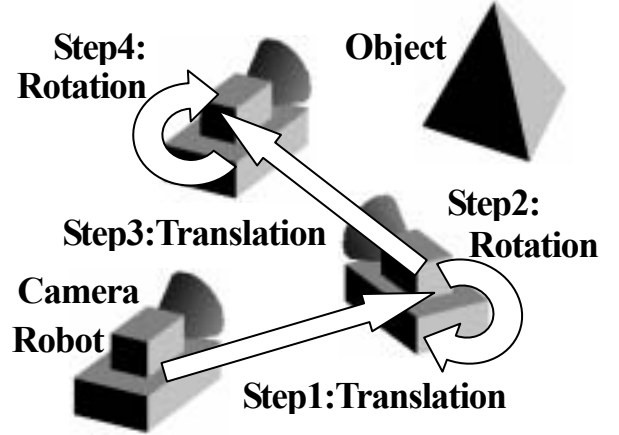 Step4:
Rotation
Object
Step2:
Rotation
Step3:Translation
Camera
Robot
Step1:Translation